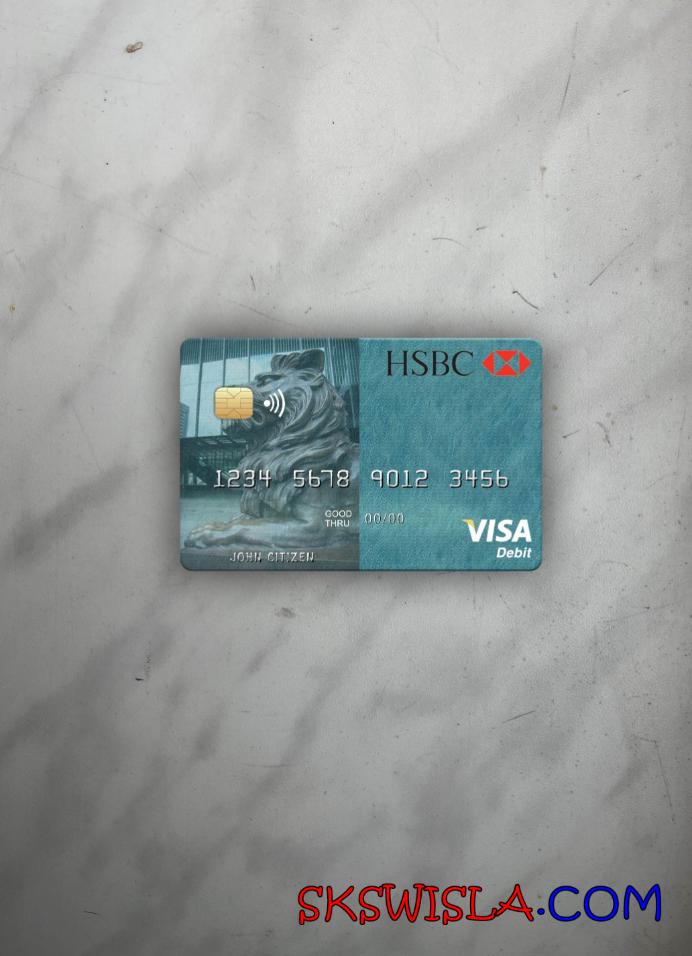 HSBC
1234 5678 9012 3456
GOOD THRU 00/00
VISA
Debit
JOHN CITIZEN
SKSWISLA.COM